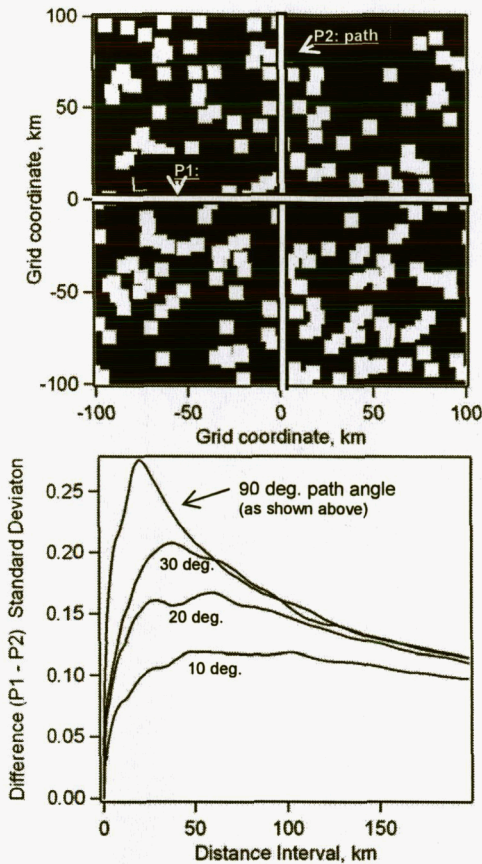 100
50
0
-50
-100
Grid coordinate, km
P2: path
P1:
-100
-50
0
50
100
Grid coordinate, km
0.25
0.20
0.15
0.10
0.05
0.00
Difference (P1 - P2) Standard Deviaton
90 deg. path angle
(as shown above)
30 deg.
20 deg.
10 deg.
0
50
100
150
Distance Interval, km